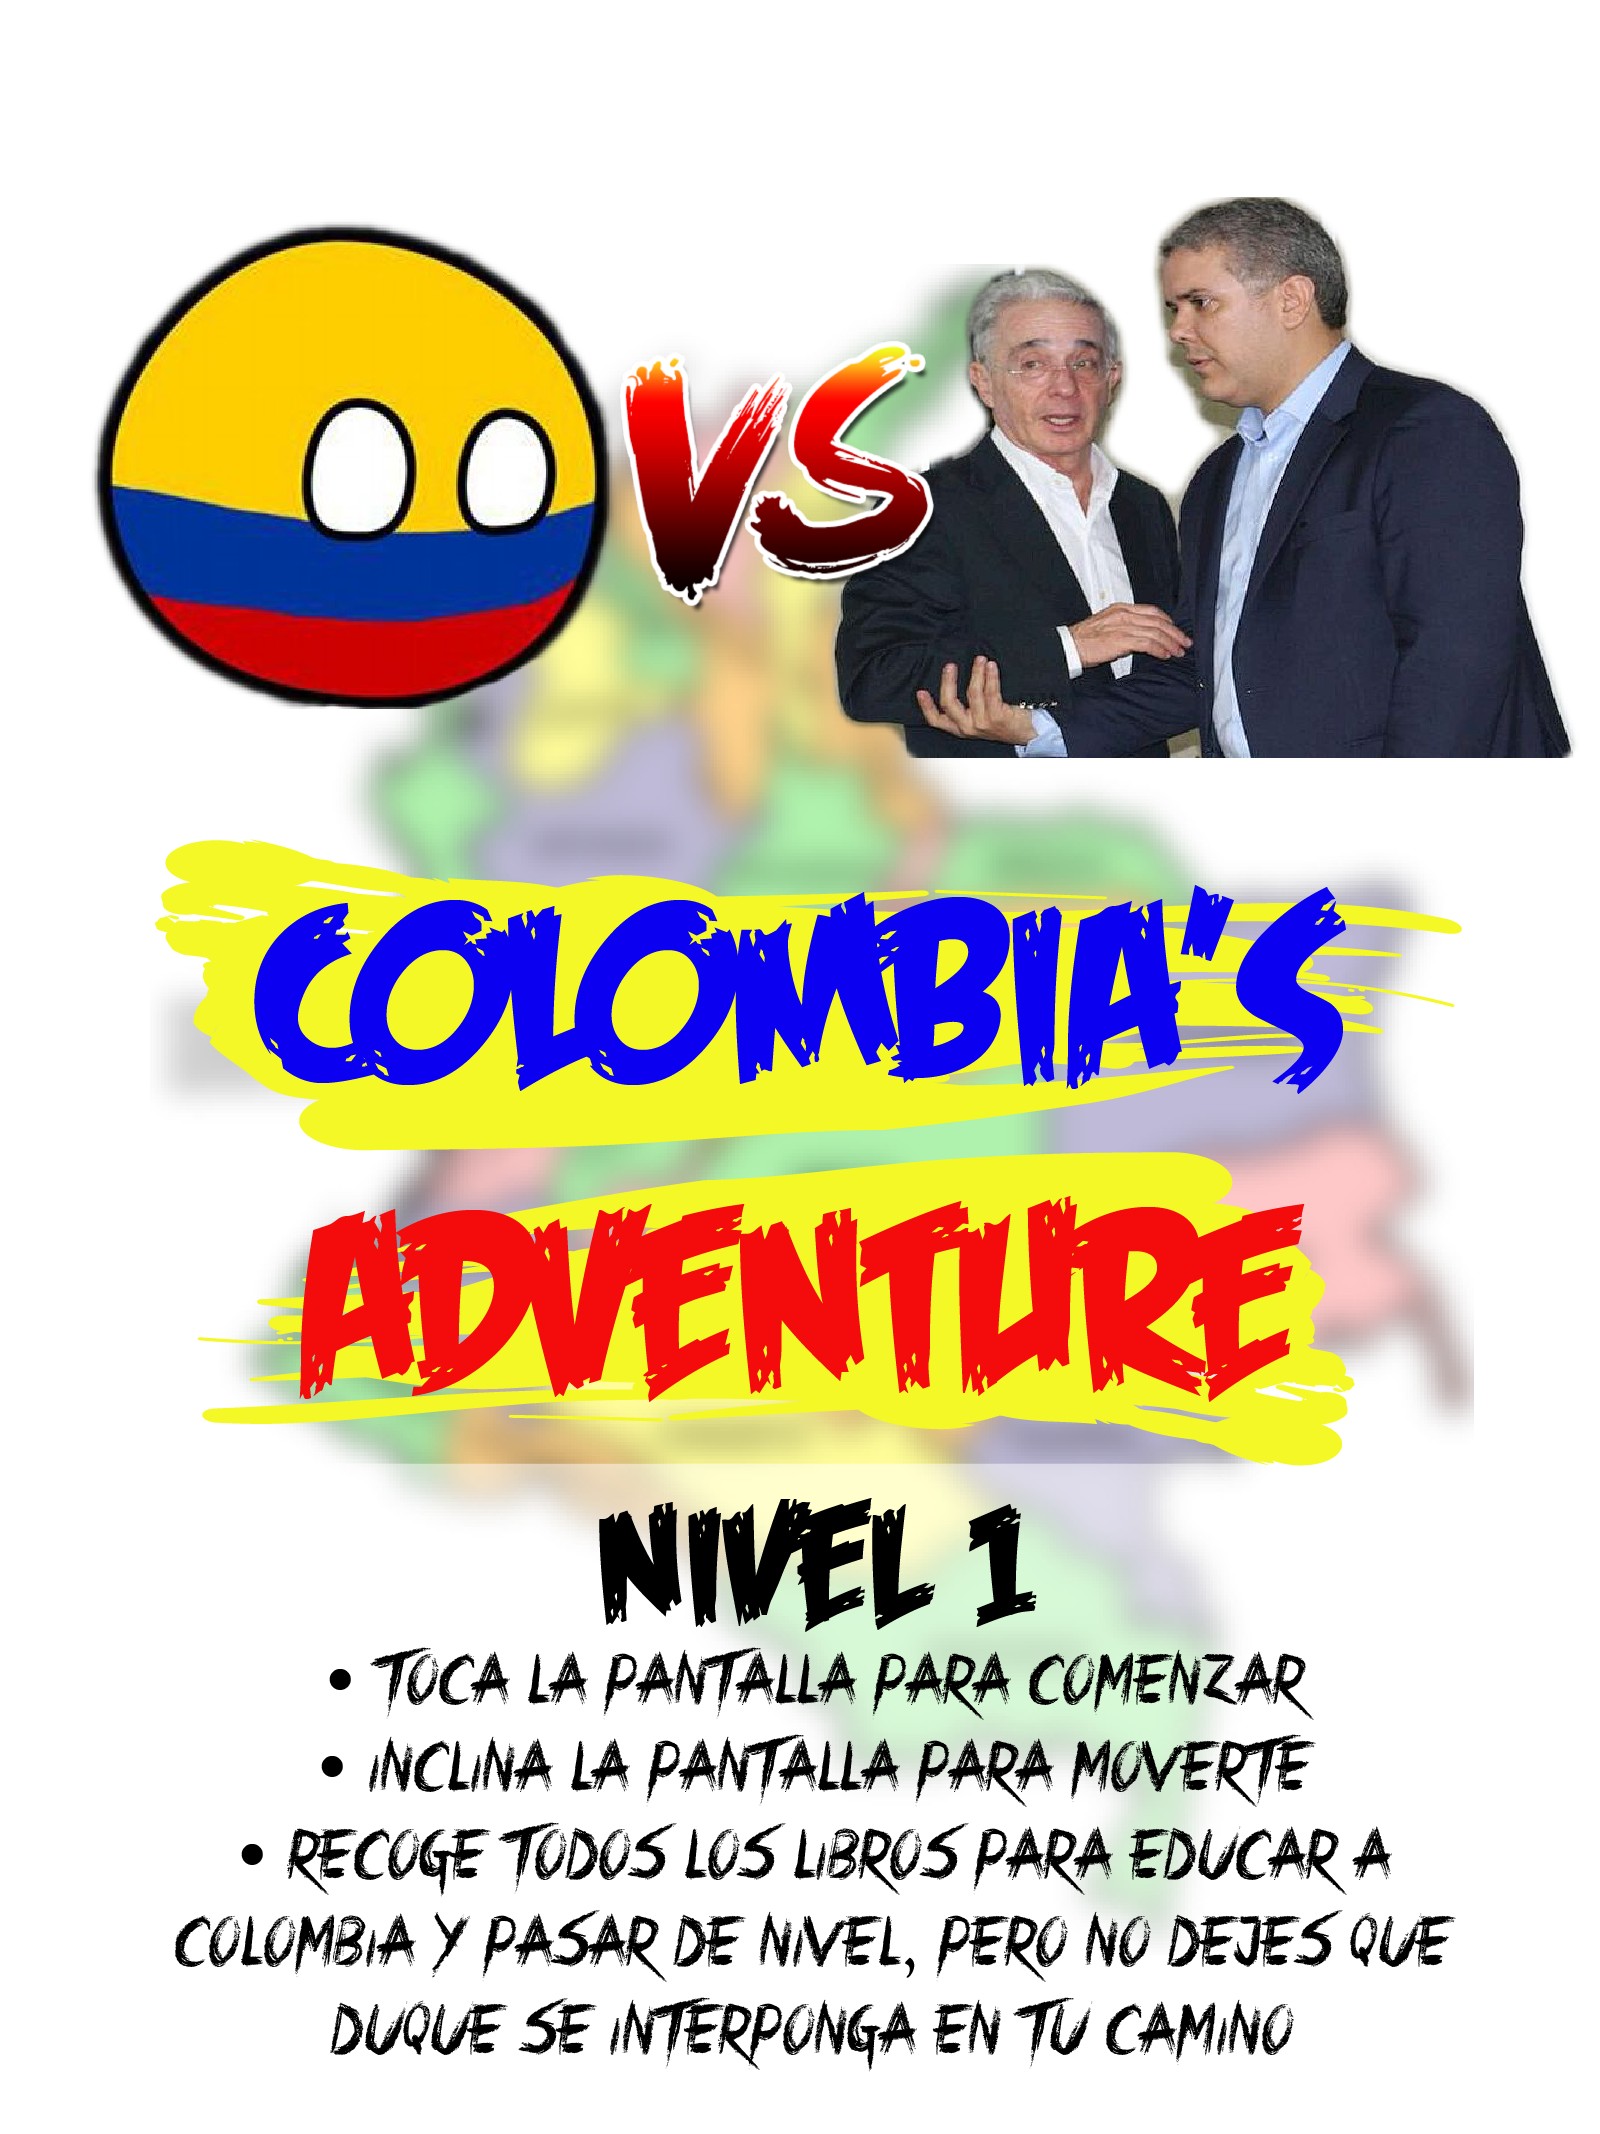 VS
COLOMBIA'S
ADVENTURE
NIVEL 1
• TOCA LA PANTALLA PARA COMENZAR
• INCLINA LA PANTALLA PARA MOVERTE
• RECOGE TODOS LOS LIBROS PARA EDUCAR A
COLOMBIA Y PASAR DE NIVEL, PERO NO DEJES QUE
DUQUE SE INTERPONGA EN TU CAMINO